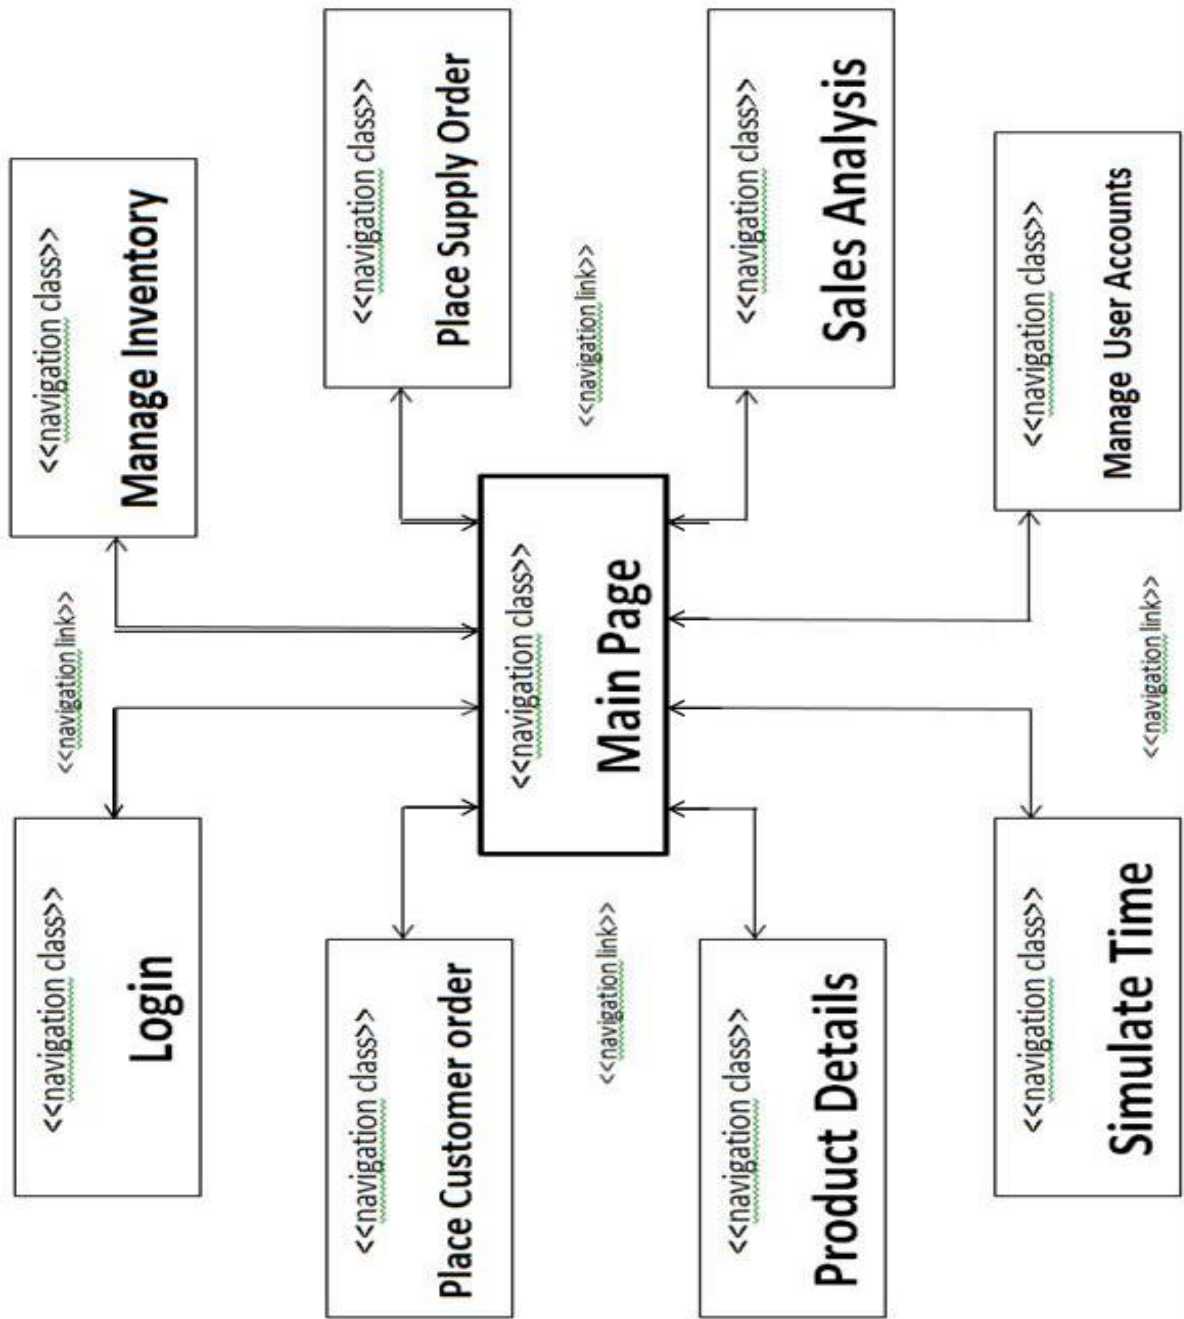 <<navigation class>>
Login
<<navigation link>>
<<navigation class>>
Manage Inventory
<<navigation class>>
Place Customer order
<<navigation class>>
Place Supply Order
<<navigation class>>
Main Page
<<navigation link>>
<<navigation link>>
<<navigation class>>
Product Details
<<navigation class>>
Sales Analysis
<<navigation class>>
Simulate Time
<<navigation class>>
Manage User Accounts
<<navigation link>>